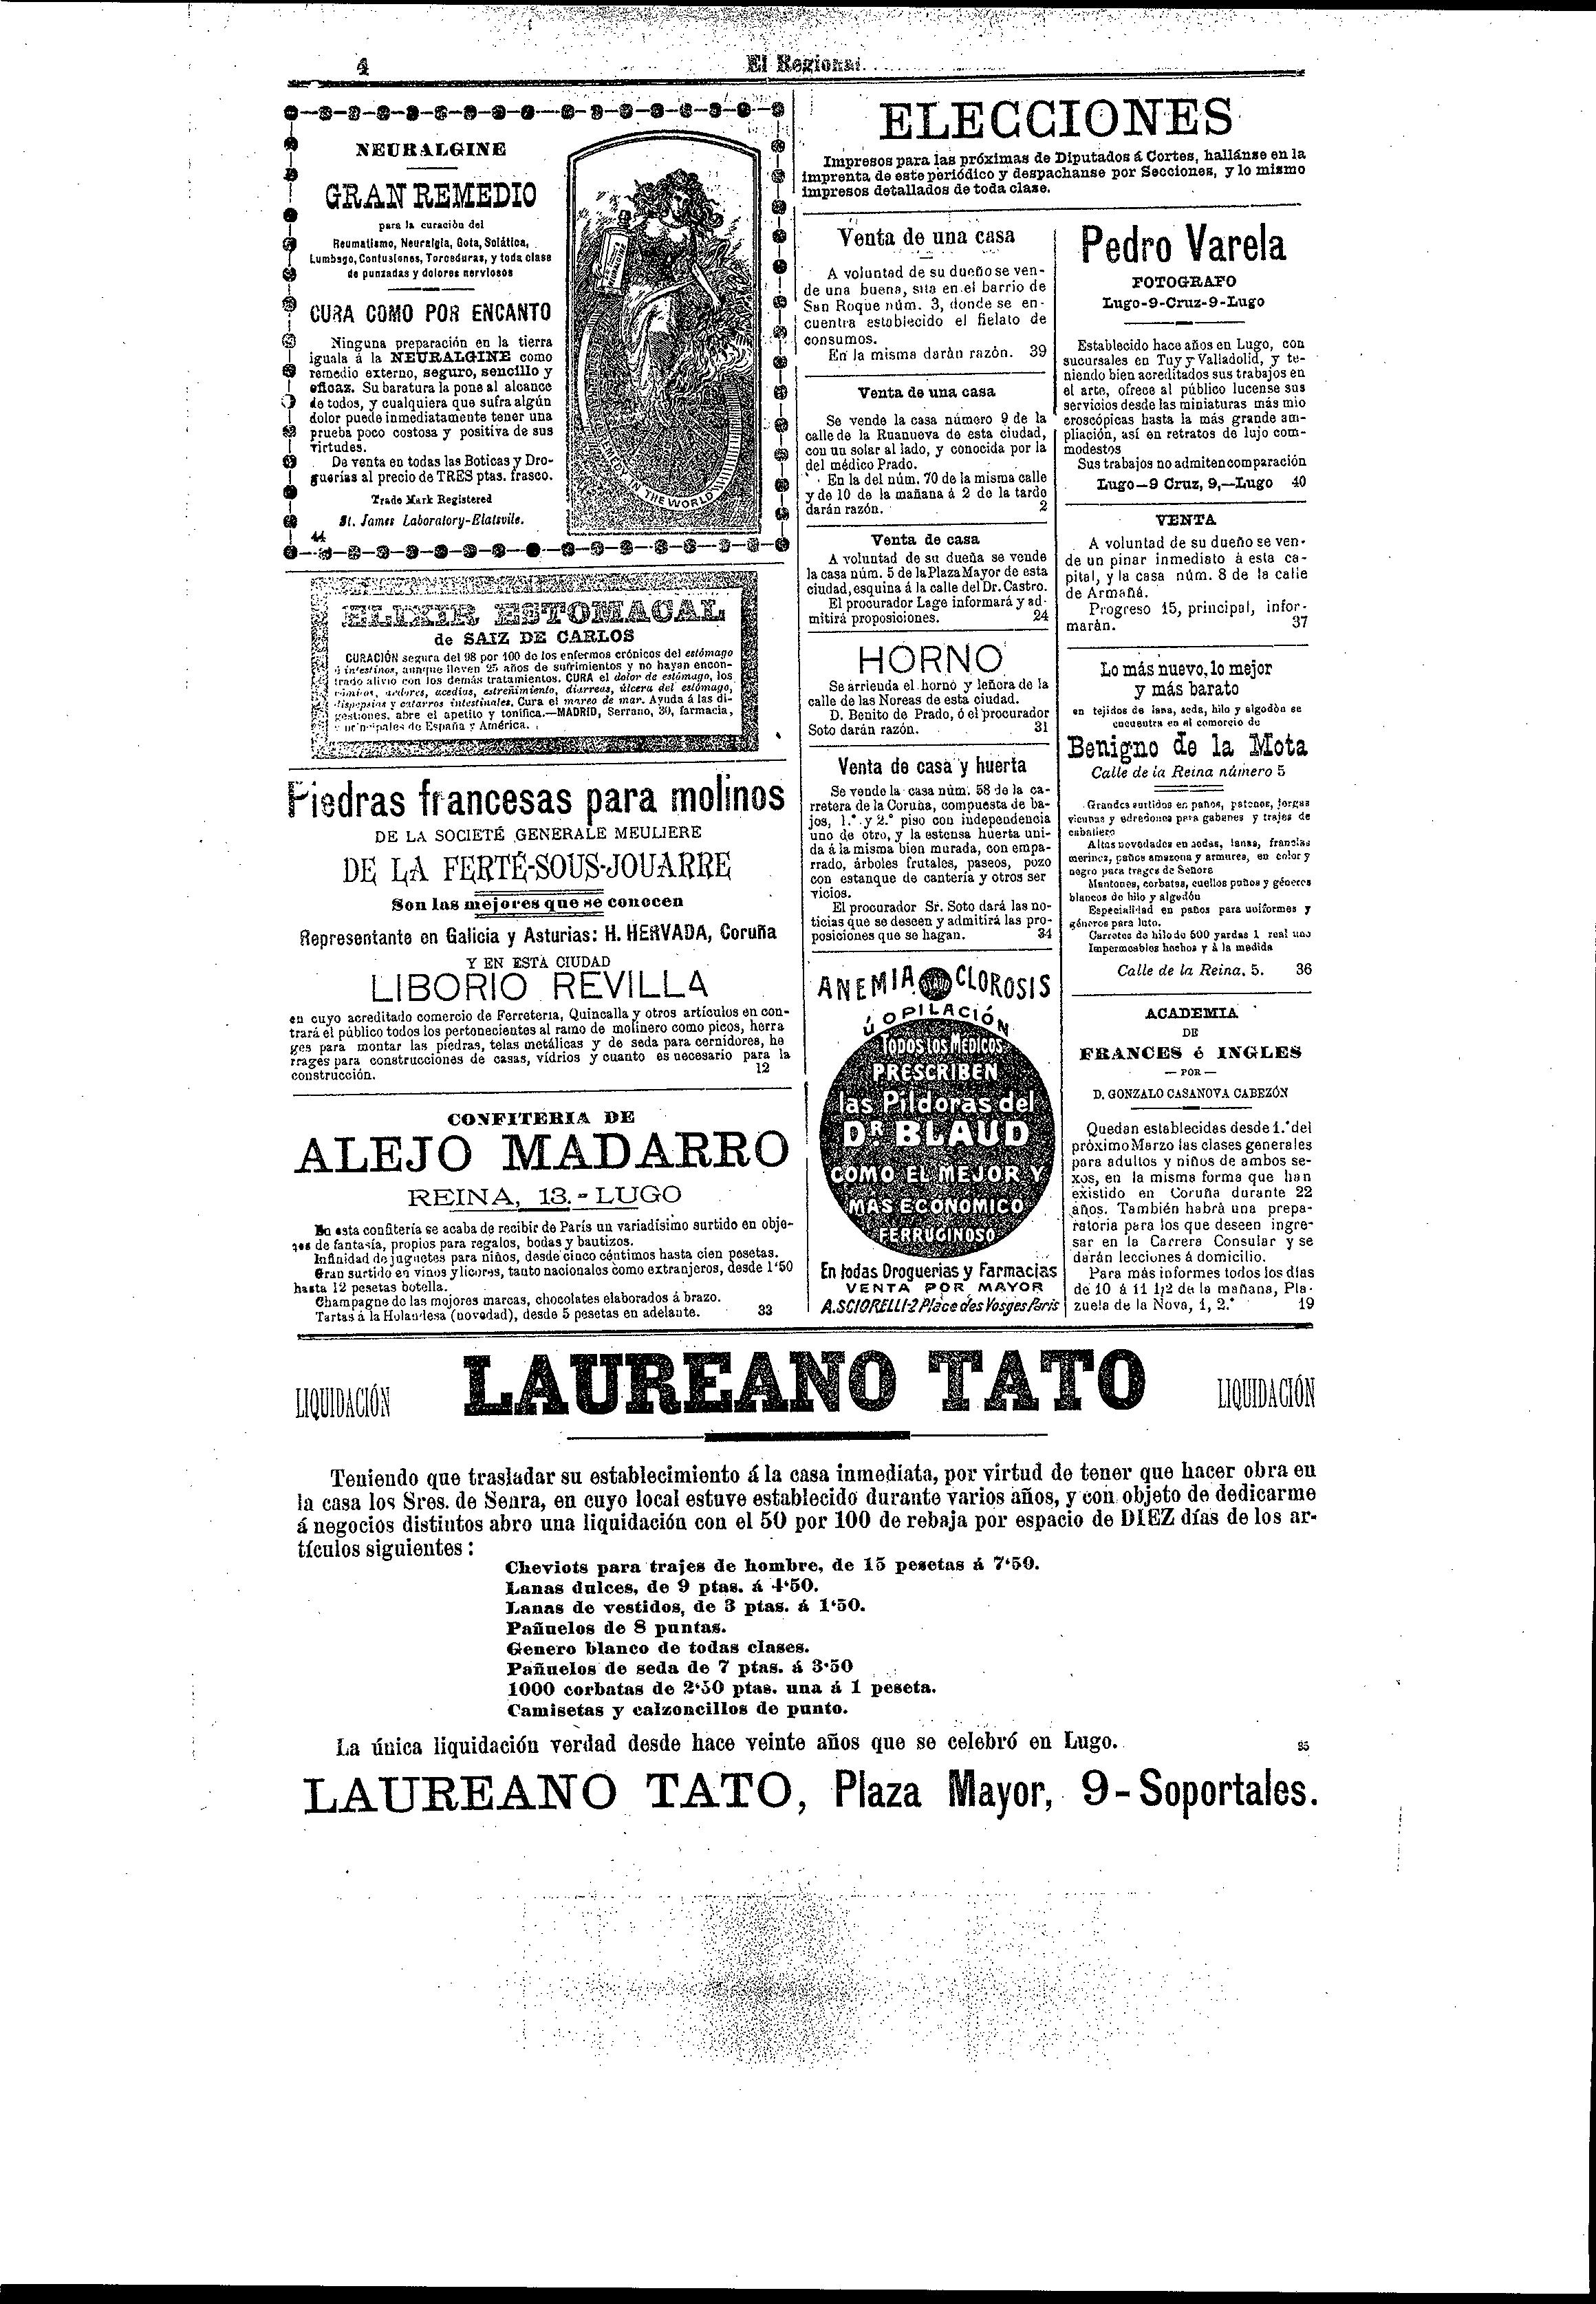 4
El Regional
NEURALGINE
GRAN REMEDIO
para la curación del
Reumatismo, Neuralgia, Gota, Solática,
Lumbago, Contusiones, Torceduras, y toda clase
de punzadas y dolores nerviosos
CURA COMO POR ENCANTO
Ninguna preparación en la tierra
iguala á la NEURALGINE como
remedio externo, seguro, sencillo y
eficaz. Su baratura la pone al alcance
de todos, y cualquiera que sufra algún
dolor puede inmediatamente tener una
prueba poco costosa y positiva de sus
virtudes.
De venta en todas las Boticas y Dro-
guerías al precio de TRES ptas. frasco.
Trade Mark Registered
St. James Laboratory-Elatsvile.
44
REMEDY IN THE WORLD
ELIXIR ESTOMACAL
de SAIZ DE CARLOS
CURACIÓN segura del 98 por 100 de los enfermos crónicos del estómago
é intestinos, aunque lleven 25 años de sufrimientos y no hayan encon-
trado alivio con los demás tratamientos. CURA el dolor de estómago, los
vómitos, ardores, acedias, estreñimiento, diarreas, úlcera del estómago,
dispepsias y catarros intestinales. Cura el mareo de mar. Ayuda á las di-
gestiones, abre el apetito y tonifica.—MADRID, Serrano, 30, farmacia,
y principales de España y América.
Piedras francesas para molinos
DE LA SOCIETÉ GENERALE MEULIERE
DE LA FERTÉ-SOUS-JOUARRE
Son las mejores que se conocen
Representante en Galicia y Asturias: H. HERVADA, Coruña
Y EN ESTA CIUDAD
LIBORIO REVILLA
en cuyo acreditado comercio de Ferreteria, Quincalla y otros artículos en con-
trará el público todos los pertenecientes al ramo de molinero como picos, herra
ges para montar las piedras, telas metálicas y de seda para cernidores, he
rrages para construcciones de casas, vidrios y cuanto es necesario para la
construcción. 12
CONFITERIA DE
ALEJO MADARRO
REINA, 13.-LUGO
En esta confitería se acaba de recibir de París un variadísimo surtido en obje-
tos de fantasía, propios para regalos, bodas y bautizos.
Infinidad de juguetes para niños, desde cinco céntimos hasta cien pesetas.
Gran surtido en vinos y licores, tanto nacionales como extranjeros, desde 1'50
hasta 12 pesetas botella.
Champagne de las mejores marcas, chocolates elaborados á brazo.
Tartas á la Holandesa (novedad), desde 5 pesetas en adelante. 33
ELECCIONES
Impresos para las próximas de Diputados á Cortes, hallánse en la
imprenta de este periódico y despachanse por Secciones, y lo mismo
impresos detallados de toda clase.
Venta de una casa
A voluntad de su dueño se ven-
de una buena, sita en el barrio de
San Roque núm. 3, donde se en-
cuentra establecido el fielato de
consumos.
En la misma darán razón. 39
Venta de una casa
Se vende la casa número 9 de la
calle de la Ruanueva de esta ciudad,
con un solar al lado, y conocida por la
del médico Prado.
En la del núm. 70 de la misma calle
y de 10 de la mañana á 2 de la tarde
darán razón. 2
Venta de casa
A voluntad de su dueña se vende
la casa núm. 5 de la Plaza Mayor de esta
ciudad, esquina á la calle del Dr. Castro.
El procurador Lage informará y ad-
mitirá proposiciones. 24
HORNO
Se arrienda el horno y leñera de la
calle de las Noreas de esta ciudad.
D. Benito de Prado, ó el procurador
Soto darán razón. 31
Venta de casa y huerta
Se vende la casa núm. 58 de la ca-
rretera de la Coruña, compuesta de ba-
jos, 1.º y 2.º piso con independencia
uno de otro, y la estensa huerta uni-
da á la misma bien murada, con empa-
rrado, árboles frutales, paseos, pozo
con estanque de cantería y otros ser
vicios.
El procurador Sr. Soto dará las no-
ticias que se deseen y admitirá las pro-
posiciones que se hagan. 34
ANEMIA CLOROSIS
ú OPILACIÓN
TODOS LOS MEDICOS
PRESCRIBEN
las Pildoras del
DR. BLAUD
COMO EL MEJOR Y
MAS ECONOMICO
FERRUGINOSO
En todas Droguerias y Farmacias
VENTA POR MAYOR
A. SCIORELLI-2 Place des Vosges Paris
Pedro Varela
FOTOGRAFO
Lugo-9-Cruz-9-Lugo
Establecido hace años en Lugo, con
sucursales en Tuy y Valladolid, y te-
niendo bien acreditados sus trabajos en
el arte, ofrece al público lucense sus
servicios desde las miniaturas más mio
croscópicas hasta la más grande am-
pliación, así en retratos de lujo com-
modestos
Sus trabajos no admiten comparación
Lugo—9 Cruz, 9,—Lugo 40
VENTA
A voluntad de su dueño se ven-
de un pinar inmediato á esta ca-
pital, y la casa núm. 8 de la calle
de Armañá.
Progreso 15, principal, infor-
marán. 37
Lo más nuevo, lo mejor
y más barato
en tejidos de lana, seda, hilo y algodón se
encuentra en el comercio de
Benigno de la Mota
Calle de la Reina número 5
Grandes surtidos en paños, patenes, jergas
vicunas y edredones para gabanes y trajes de
caballero
Altas novedades en sedas, lanas, franelas
merinos, paños amazona y armures, en color y
negro para trages de Señora
Mantones, corbatas, cuellos puños y géneros
blancos de hilo y algodón
Especialidad en paños para uniformes y
géneros para luto.
Carretes de hilo de 500 yardas 1 real uno
Impermeables hechos y á la medida
Calle de la Reina, 5. 36
ACADEMIA
DE
FRANCES é INGLES
— POR —
D. GONZALO CASANOVA CABEZÓN
Quedan establecidas desde 1.º del
próximo Marzo las clases generales
para adultos y niños de ambos se-
xos, en la misma forma que han
existido en Coruña durante 22
años. También habrá una prepa-
ratoria para los que deseen ingre-
sar en la Carrera Consular y se
darán lecciones á domicilio.
Para más informes todos los días
de 10 á 11 1/2 de la mañana, Pla-
zuela de la Nova, 1, 2.º 19
LIQUIDACIÓN
LAUREANO TATO
LIQUIDACIÓN
Teniendo que trasladar su establecimiento á la casa inmediata, por virtud de tener que hacer obra en
la casa los Sres. de Seara, en cuyo local estuve establecido durante varios años, y con objeto de dedicarme
á negocios distintos abro una liquidación con el 50 por 100 de rebaja por espacio de DIEZ días de los ar-
tículos siguientes:
Cheviots para trajes de hombre, de 15 pesetas á 7'50.
Lanas dulces, de 9 ptas. á 4'50.
Lanas de vestidos, de 3 ptas. á 1'50.
Pañuelos de 8 puntas.
Genero blanco de todas clases.
Pañuelos de seda de 7 ptas. á 3'50
1000 corbatas de 2'50 ptas. una á 1 peseta.
Camisetas y calzoncillos de punto.
La única liquidación verdad desde hace veinte años que se celebró en Lugo.
LAUREANO TATO, Plaza Mayor, 9-Soportales.